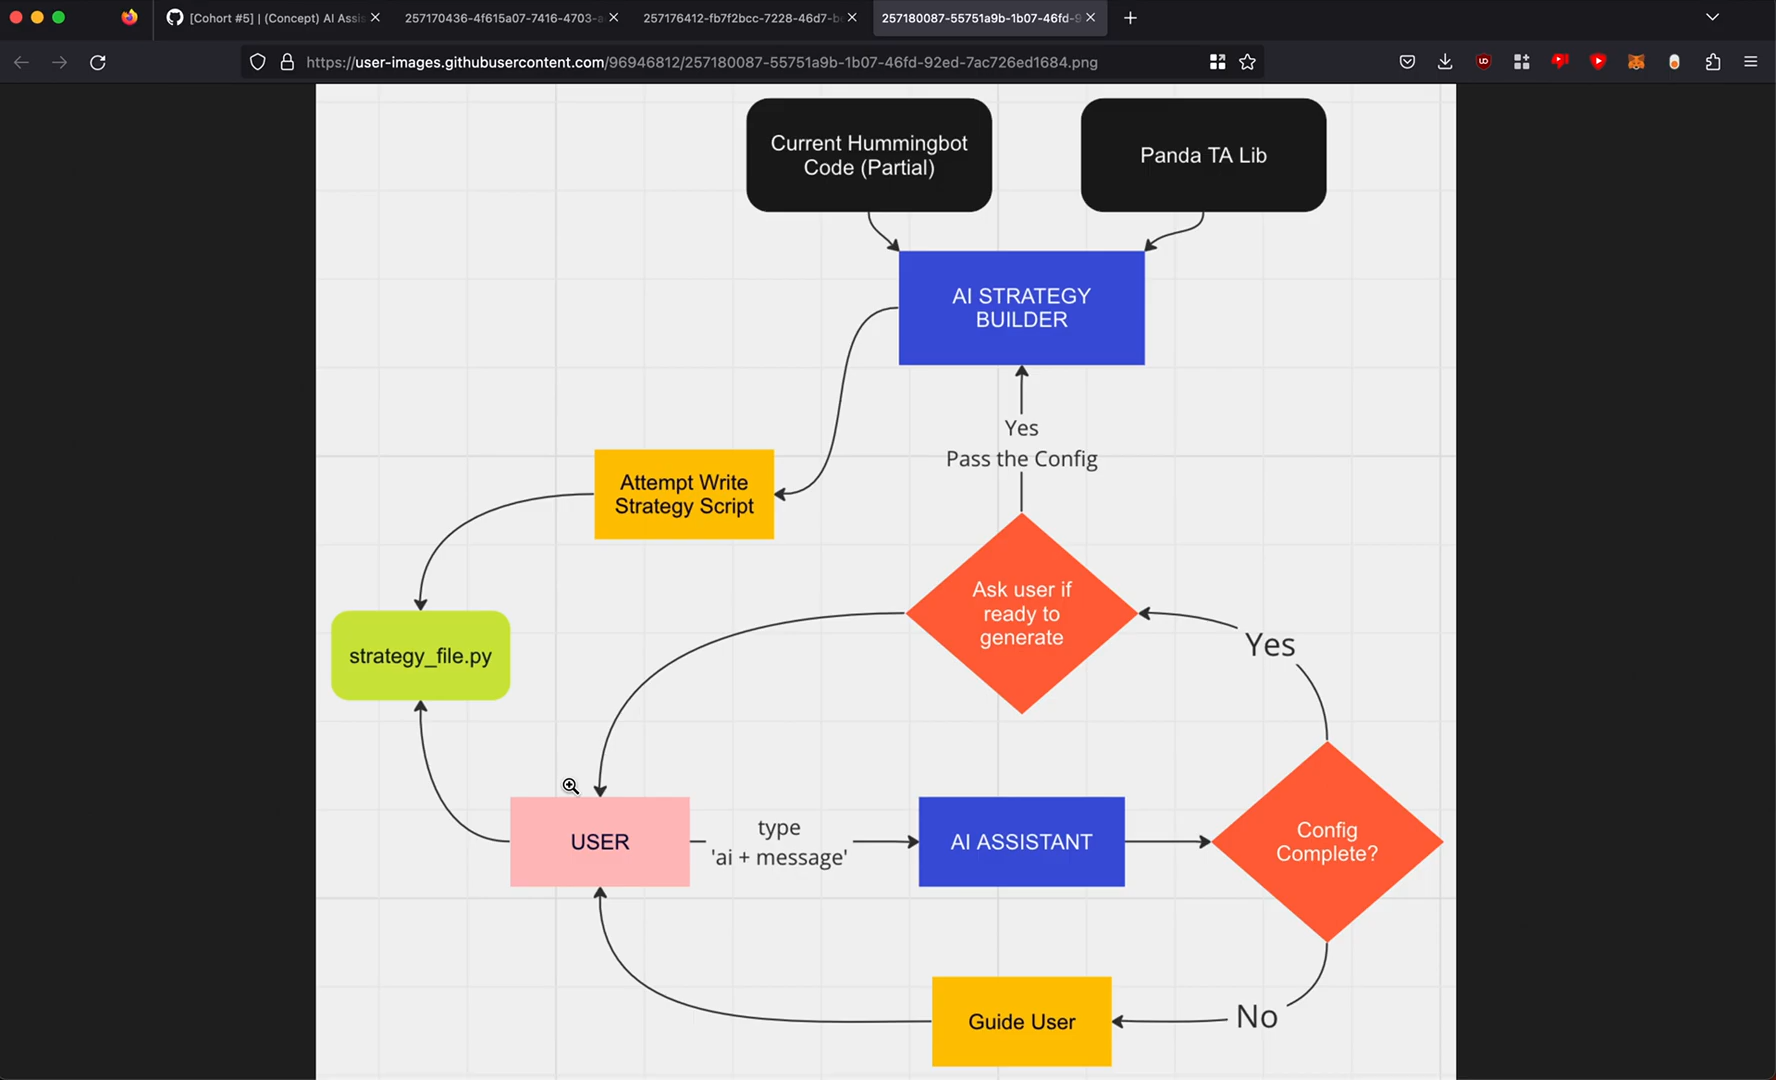 [Cohort #5] | (Concept) AI Assis
257170436-4f615a07-7416-4703-a
257176412-fb7f2bcc-7228-46d7-b
257180087-55751a9b-1b07-46fd-9
https://user-images.githubusercontent.com/96946812/257180087-55751a9b-1b07-46fd-92ed-7ac726ed1684.png
Current Hummingbot
Code (Partial)
Panda TA Lib
AI STRATEGY
BUILDER
Yes
Pass the Config
Attempt Write
Strategy Script
Ask user if
ready to
generate
Yes
strategy_file.py
USER
type
'ai + message'
AI ASSISTANT
Config
Complete?
Guide User
No